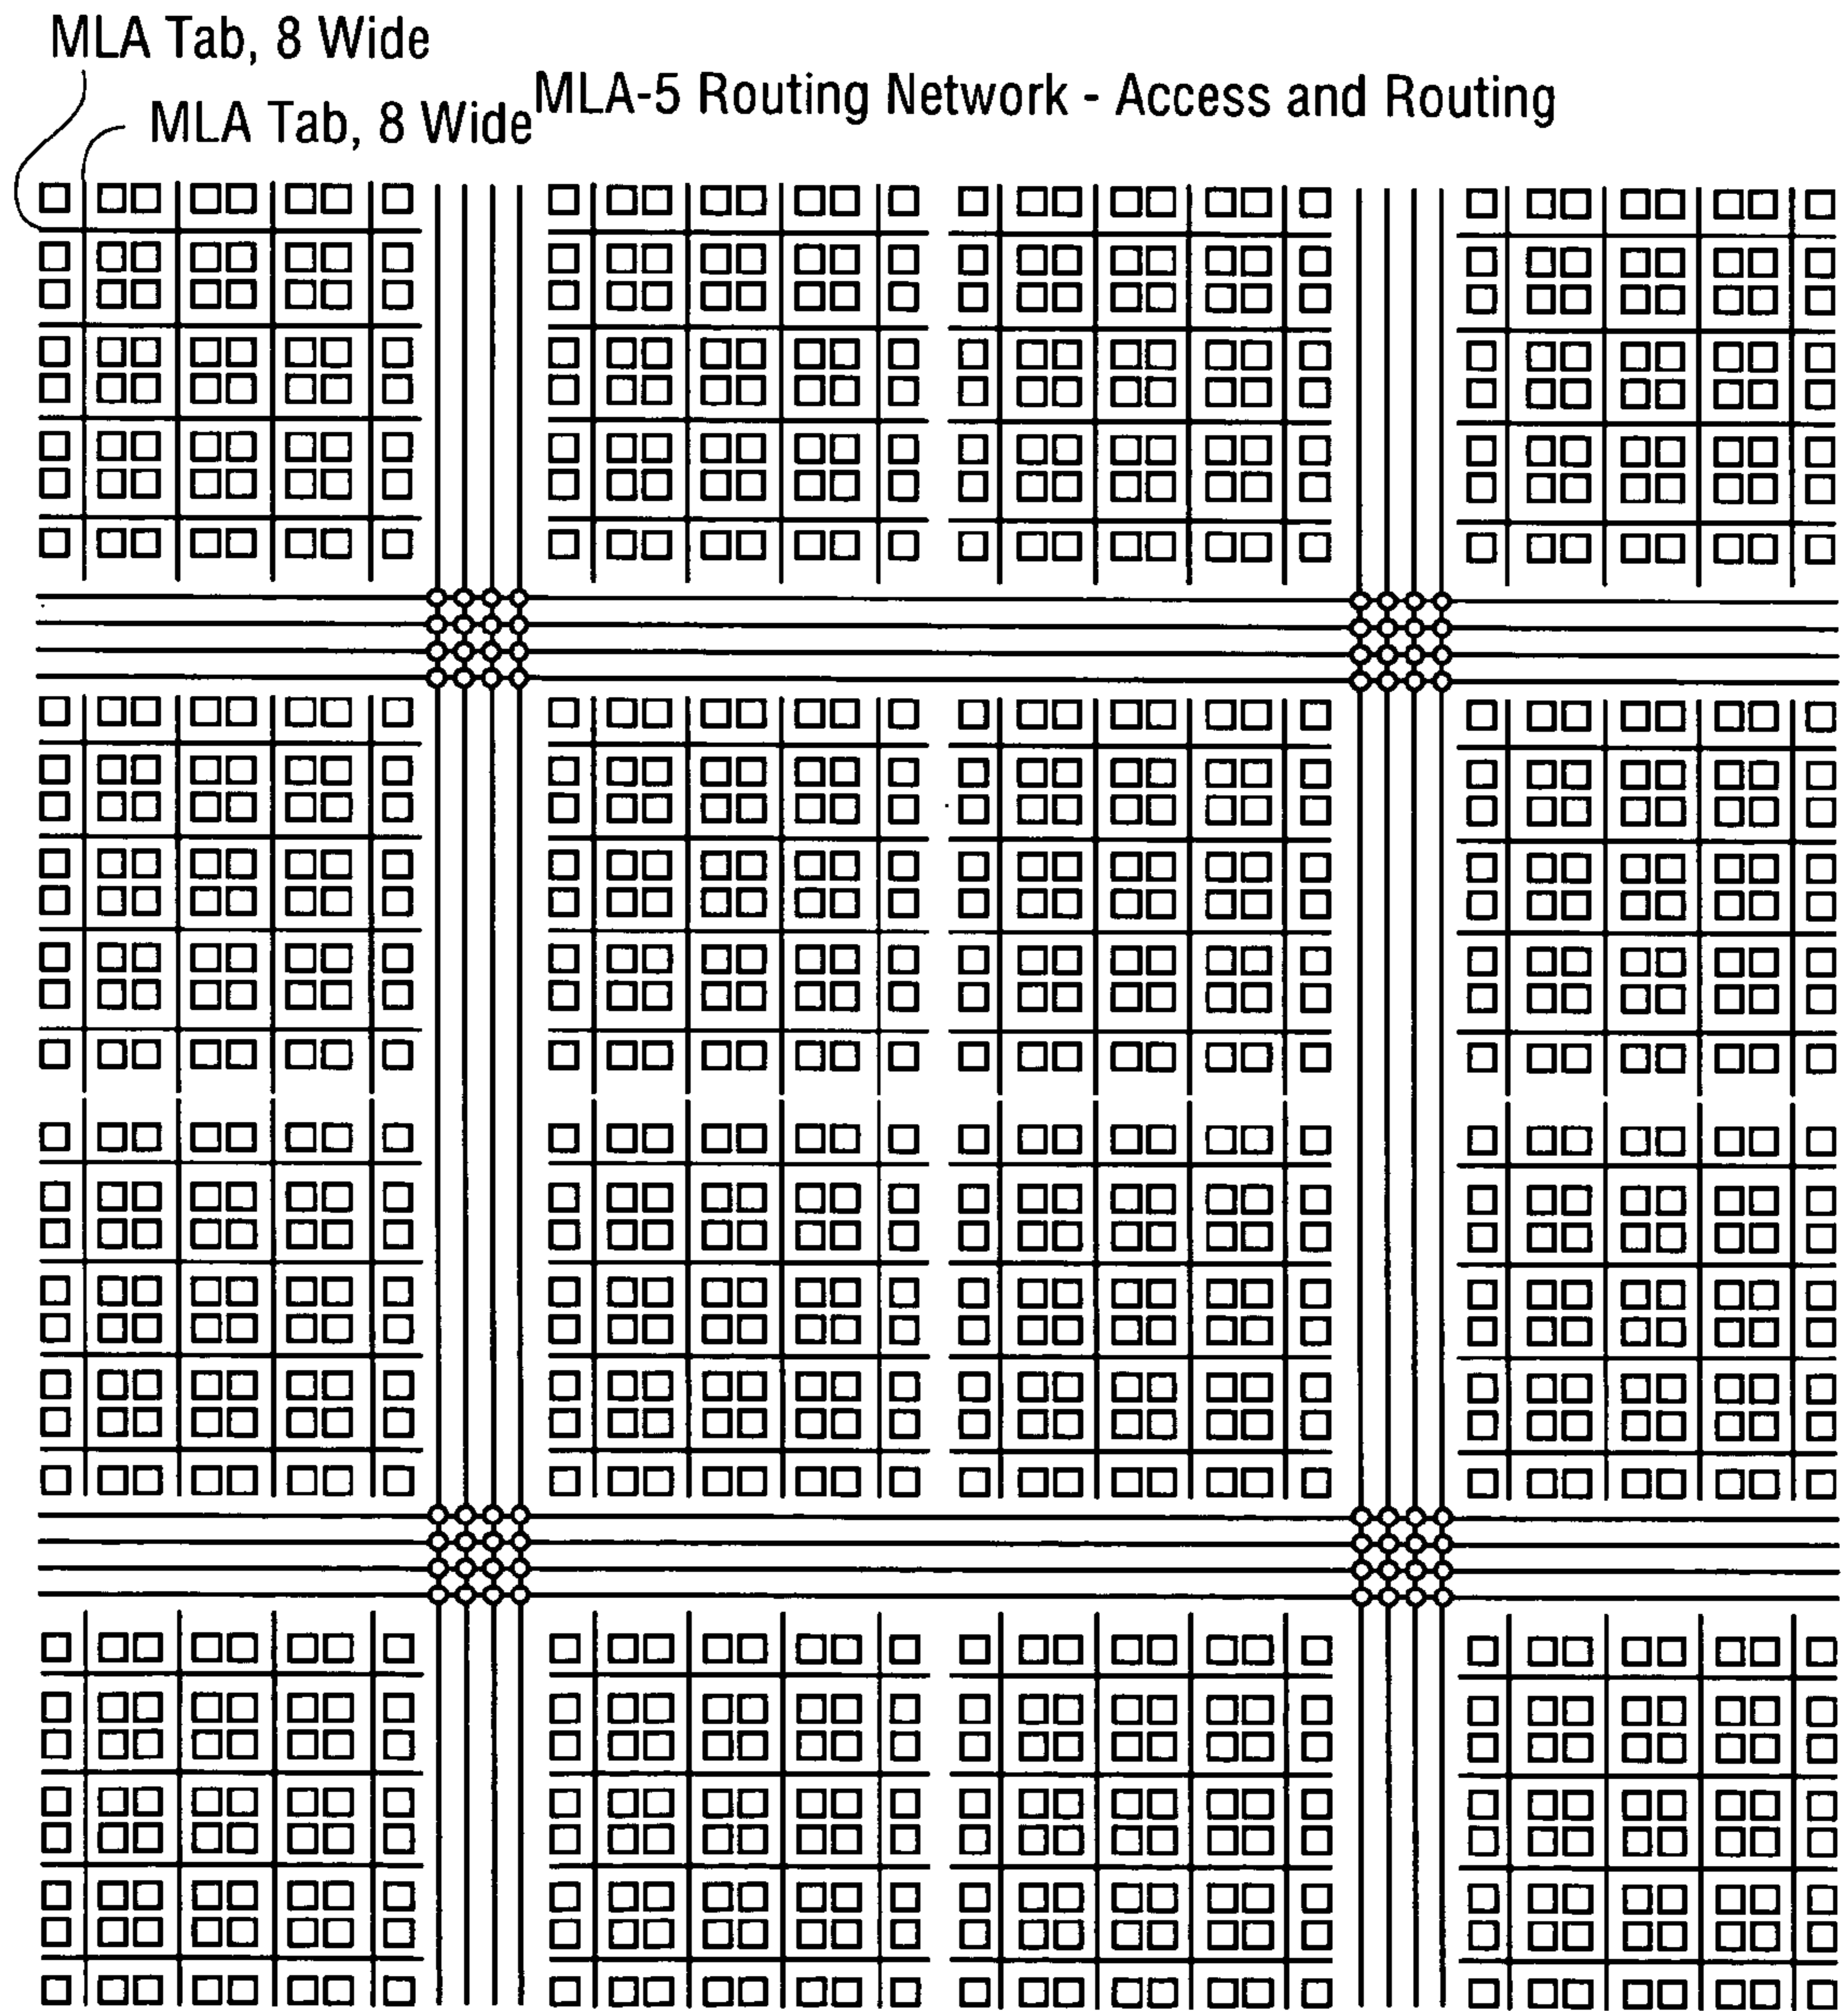 MLA Tab, 8 Wide
MLA Tab, 8 Wide
MLA-5 Routing Network - Access and Routing